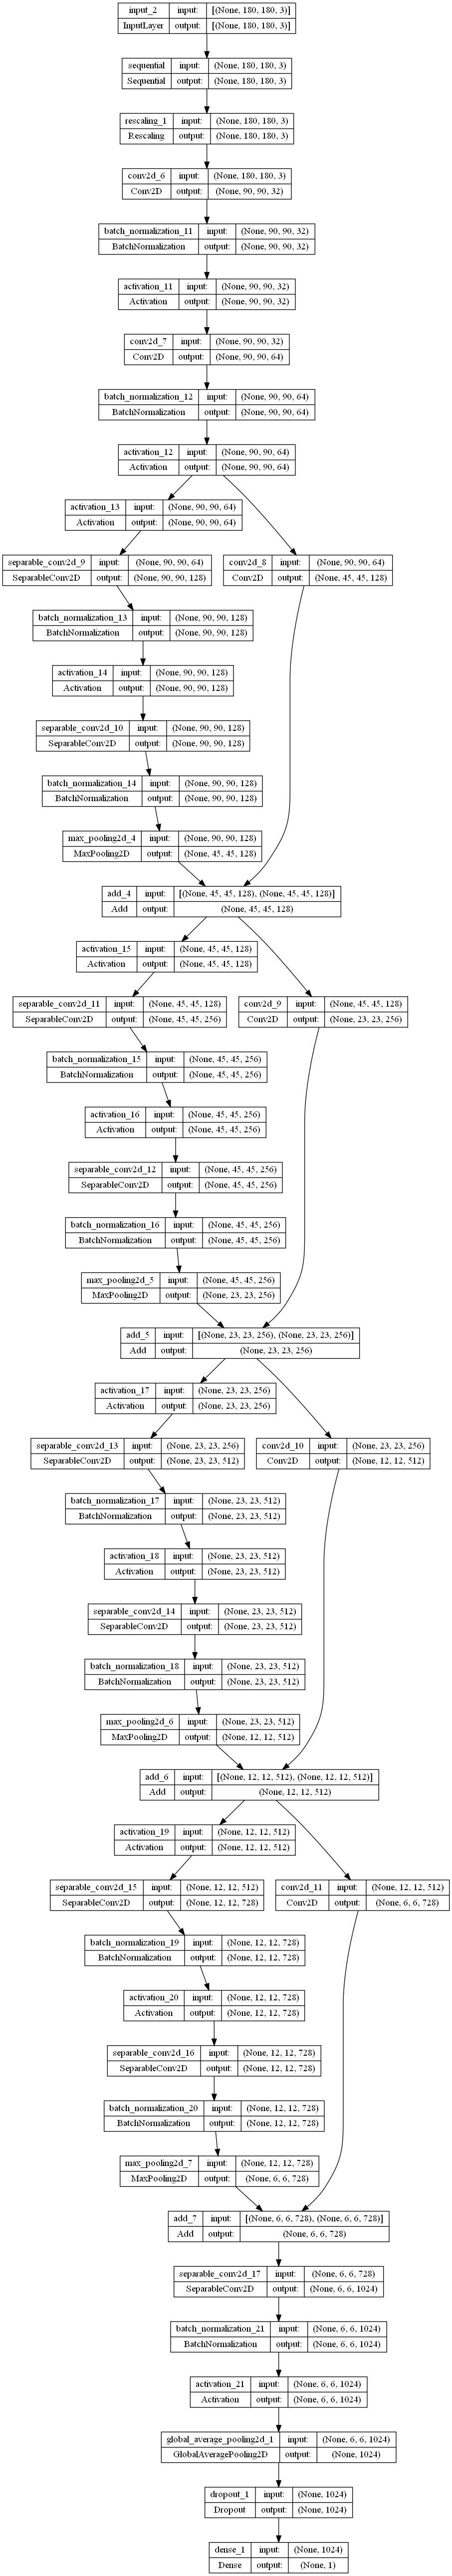 input_2 input: [(None, 180, 180, 3)]
InputLayer output: [(None, 180, 180, 3)]
sequential input: (None, 180, 180, 3)
Sequential output: (None, 180, 180, 3)
rescaling_1 input: (None, 180, 180, 3)
Rescaling output: (None, 180, 180, 3)
conv2d_6 input: (None, 180, 180, 3)
Conv2D output: (None, 90, 90, 32)
batch_normalization_11 input: (None, 90, 90, 32)
BatchNormalization output: (None, 90, 90, 32)
activation_11 input: (None, 90, 90, 32)
Activation output: (None, 90, 90, 32)
conv2d_7 input: (None, 90, 90, 32)
Conv2D output: (None, 90, 90, 64)
batch_normalization_12 input: (None, 90, 90, 64)
BatchNormalization output: (None, 90, 90, 64)
activation_12 input: (None, 90, 90, 64)
Activation output: (None, 90, 90, 64)
activation_13 input: (None, 90, 90, 64)
Activation output: (None, 90, 90, 64)
separable_conv2d_9 input: (None, 90, 90, 64)
SeparableConv2D output: (None, 90, 90, 128)
conv2d_8 input: (None, 90, 90, 64)
Conv2D output: (None, 45, 45, 128)
batch_normalization_13 input: (None, 90, 90, 128)
BatchNormalization output: (None, 90, 90, 128)
activation_14 input: (None, 90, 90, 128)
Activation output: (None, 90, 90, 128)
separable_conv2d_10 input: (None, 90, 90, 128)
SeparableConv2D output: (None, 90, 90, 128)
batch_normalization_14 input: (None, 90, 90, 128)
BatchNormalization output: (None, 90, 90, 128)
max_pooling2d_4 input: (None, 90, 90, 128)
MaxPooling2D output: (None, 45, 45, 128)
add_4 input: [(None, 45, 45, 128), (None, 45, 45, 128)]
Add output: (None, 45, 45, 128)
activation_15 input: (None, 45, 45, 128)
Activation output: (None, 45, 45, 128)
separable_conv2d_11 input: (None, 45, 45, 128)
SeparableConv2D output: (None, 45, 45, 256)
conv2d_9 input: (None, 45, 45, 128)
Conv2D output: (None, 23, 23, 256)
batch_normalization_15 input: (None, 45, 45, 256)
BatchNormalization output: (None, 45, 45, 256)
activation_16 input: (None, 45, 45, 256)
Activation output: (None, 45, 45, 256)
separable_conv2d_12 input: (None, 45, 45, 256)
SeparableConv2D output: (None, 45, 45, 256)
batch_normalization_16 input: (None, 45, 45, 256)
BatchNormalization output: (None, 45, 45, 256)
max_pooling2d_5 input: (None, 45, 45, 256)
MaxPooling2D output: (None, 23, 23, 256)
add_5 input: [(None, 23, 23, 256), (None, 23, 23, 256)]
Add output: (None, 23, 23, 256)
activation_17 input: (None, 23, 23, 256)
Activation output: (None, 23, 23, 256)
separable_conv2d_13 input: (None, 23, 23, 256)
SeparableConv2D output: (None, 23, 23, 512)
conv2d_10 input: (None, 23, 23, 256)
Conv2D output: (None, 12, 12, 512)
batch_normalization_17 input: (None, 23, 23, 512)
BatchNormalization output: (None, 23, 23, 512)
activation_18 input: (None, 23, 23, 512)
Activation output: (None, 23, 23, 512)
separable_conv2d_14 input: (None, 23, 23, 512)
SeparableConv2D output: (None, 23, 23, 512)
batch_normalization_18 input: (None, 23, 23, 512)
BatchNormalization output: (None, 23, 23, 512)
max_pooling2d_6 input: (None, 23, 23, 512)
MaxPooling2D output: (None, 12, 12, 512)
add_6 input: [(None, 12, 12, 512), (None, 12, 12, 512)]
Add output: (None, 12, 12, 512)
activation_19 input: (None, 12, 12, 512)
Activation output: (None, 12, 12, 512)
separable_conv2d_15 input: (None, 12, 12, 512)
SeparableConv2D output: (None, 12, 12, 728)
conv2d_11 input: (None, 12, 12, 512)
Conv2D output: (None, 6, 6, 728)
batch_normalization_19 input: (None, 12, 12, 728)
BatchNormalization output: (None, 12, 12, 728)
activation_20 input: (None, 12, 12, 728)
Activation output: (None, 12, 12, 728)
separable_conv2d_16 input: (None, 12, 12, 728)
SeparableConv2D output: (None, 12, 12, 728)
batch_normalization_20 input: (None, 12, 12, 728)
BatchNormalization output: (None, 12, 12, 728)
max_pooling2d_7 input: (None, 12, 12, 728)
MaxPooling2D output: (None, 6, 6, 728)
add_7 input: [(None, 6, 6, 728), (None, 6, 6, 728)]
Add output: (None, 6, 6, 728)
separable_conv2d_17 input: (None, 6, 6, 728)
SeparableConv2D output: (None, 6, 6, 1024)
batch_normalization_21 input: (None, 6, 6, 1024)
BatchNormalization output: (None, 6, 6, 1024)
activation_21 input: (None, 6, 6, 1024)
Activation output: (None, 6, 6, 1024)
global_average_pooling2d_1 input: (None, 6, 6, 1024)
GlobalAveragePooling2D output: (None, 1024)
dropout_1 input: (None, 1024)
Dropout output: (None, 1024)
dense_1 input: (None, 1024)
Dense output: (None, 1)